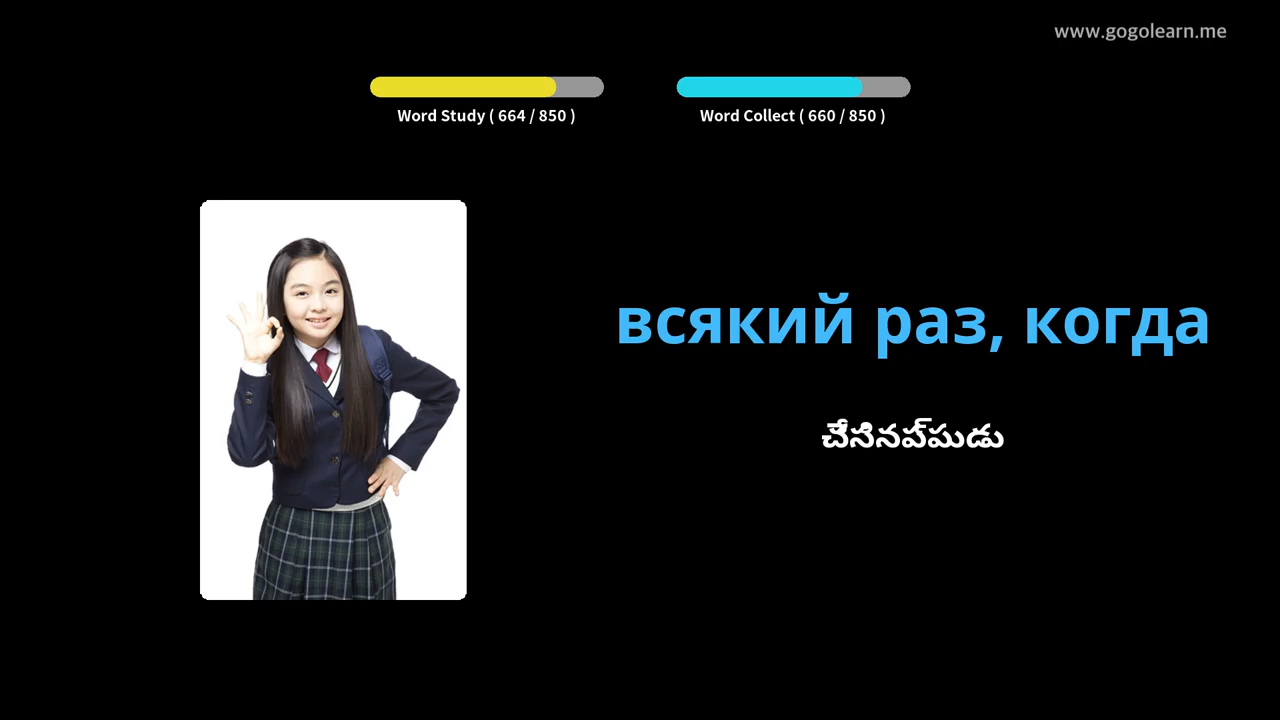 www.gogolearn.me
Word Study ( 664 / 850 )
Word Collect ( 660 / 850 )
всякий раз, когда
చేసినప్పుడు